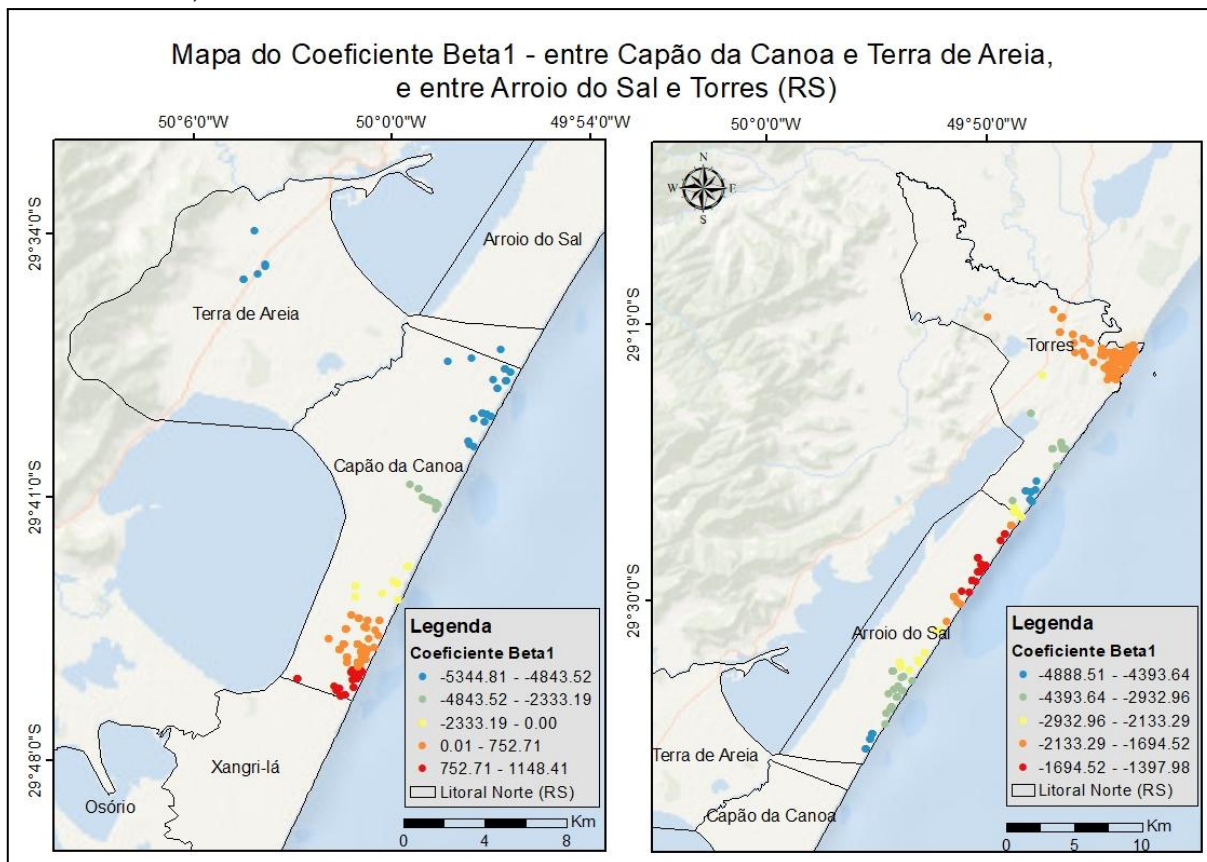 Mapa do Coeficiente Beta1 - entre Capão da Canoa e Terra de Areia,
e entre Arroio do Sal e Torres (RS)
50°6'0"W
50°0'0"W
49°54'0"W
29°34'0"S
29°41'0"S
29°48'0"S
Arroio do Sal
Terra de Areia
Capão da Canoa
Xangri-lá
Osório
Legenda
Coeficiente Beta1
-5344.81 - -4843.52
-4843.52 - -2333.19
-2333.19 - 0.00
0.01 - 752.71
752.71 - 1148.41
Litoral Norte (RS)
Km
0 4 8
50°0'0"W
49°50'0"W
29°19'0"S
29°30'0"S
N
W E
S
Torres
Arroio do Sal
Terra de Areia
Capão da Canoa
Legenda
Coeficiente Beta1
-4888.51 - -4393.64
-4393.64 - -2932.96
-2932.96 - -2133.29
-2133.29 - -1694.52
-1694.52 - -1397.98
Litoral Norte (RS)
Km
0 5 10